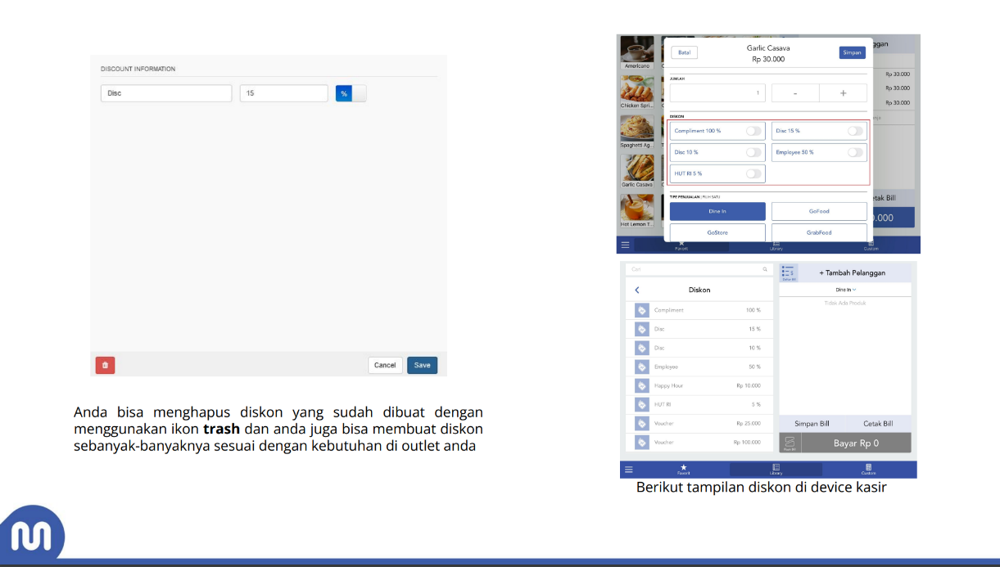 DISCOUNT INFORMATION
Disc 15 %
Cancel Save
Anda bisa menghapus diskon yang sudah dibuat dengan
menggunakan ikon trash dan anda juga bisa membuat diskon
sebanyak-banyaknya sesuai dengan kebutuhan di outlet anda
ggan
Batal Garlic Casava Simpan
Rp 30.000
Americano
JUMLAH
Rp 30.000
1 - +
Rp 30.000
Chicken Spri...
Rp 30.000
DISKON
Compliment 100 % Disc 15 %
Spaghetti Ag...
Disc 10 % Employee 50 %
HUT RI 5 %
Garlic Casava
TIPE PENJUALAN | PILIH SATU
etak Bill
Dine In GoFood
0.000
Hot Lemon T...
GoStore GrabFood
Favorit Library Custom
Cari
+ Tambah Pelanggan
Diskon
Dine In
Tidak Ada Produk
Compliment 100 %
Disc 15 %
Disc 10 %
Employee 50 %
Happy Hour Rp 10.000
HUT RI 5 %
Voucher Rp 25.000
Voucher Rp 100.000
Simpan Bill Cetak Bill
Bayar Rp 0
Favorit Library Custom
Berikut tampilan diskon di device kasir